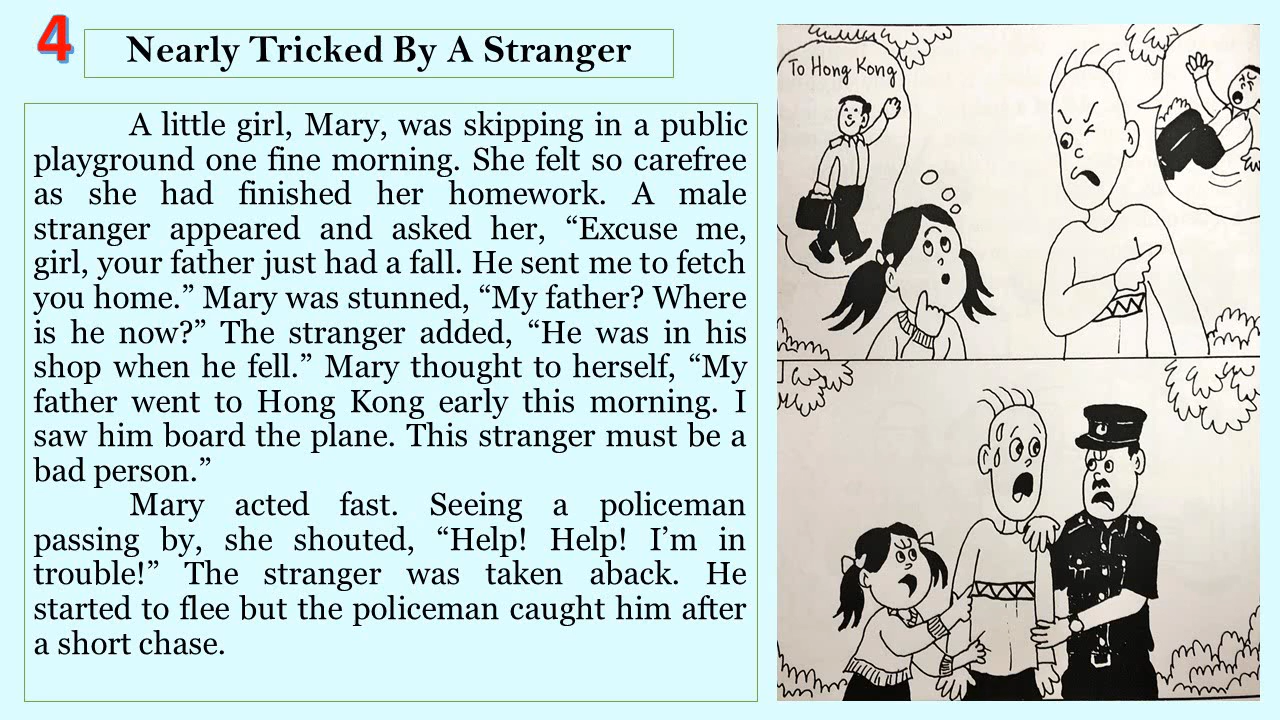 4
Nearly Tricked By A Stranger
A little girl, Mary, was skipping in a public
playground one fine morning. She felt so carefree
as she had finished her homework. A male
stranger appeared and asked her, “Excuse me,
girl, your father just had a fall. He sent me to fetch
you home.” Mary was stunned, “My father? Where
is he now?” The stranger added, “He was in his
shop when he fell.” Mary thought to herself, “My
father went to Hong Kong early this morning. I
saw him board the plane. This stranger must be a
bad person.”
Mary acted fast. Seeing a policeman
passing by, she shouted, “Help! Help! I’m in
trouble!” The stranger was taken aback. He
started to flee but the policeman caught him after
a short chase.
To Hong Kong